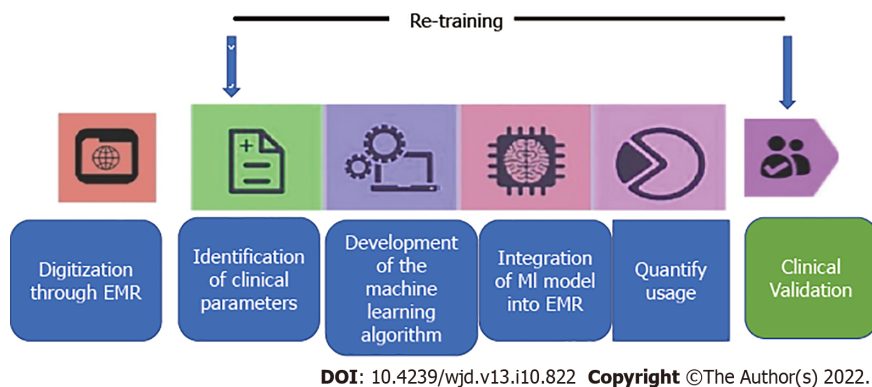 Re-training
Digitization
through EMR
Identification
of clinical
parameters
Development
of the
machine
learning
algorithm
Integration
of Ml model
into EMR
Quantify
usage
Clinical
Validation
DOI: 10.4239/wjd.v13.i10.822 Copyright ©The Author(s) 2022.